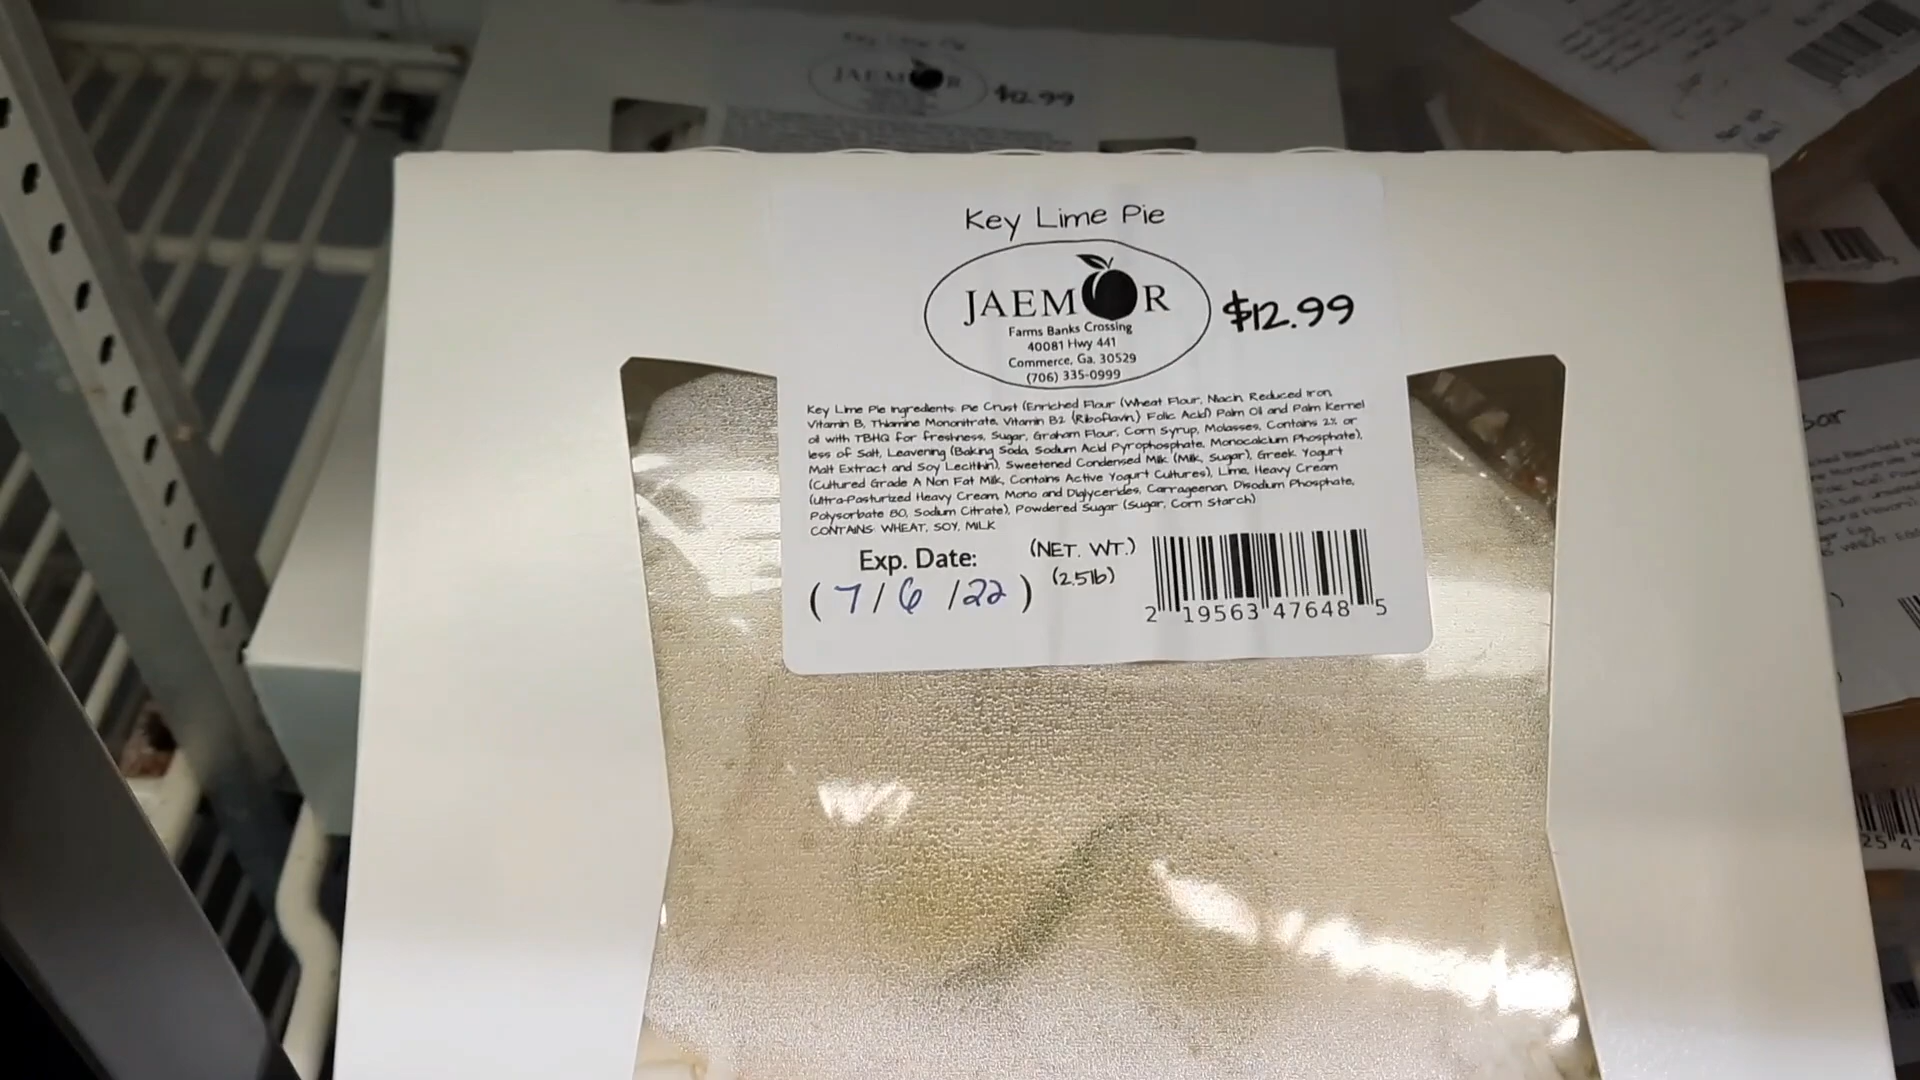 JAEMOR
$12.99
Key Lime Pie
JAEMOR
$12.99
Farms Banks Crossing
40081 Hwy 441
Commerce, Ga. 30529
(706) 335-0999
Key Lime Pie Ingredients: Pie Crust (Enriched Flour (Wheat Flour, Niacin, Reduced Iron,
Vitamin B, Thiamine Mononitrate, Vitamin B2 (Riboflavin,) Folic Acid) Palm Oil and Palm Kernel
oil with TBHQ for freshness, Sugar, Graham Flour, Corn Syrup, Molasses, Contains 2% or
less of Salt, Leavening (Baking Soda, Sodium Acid Pyrophosphate, Monocalcium Phosphate),
Malt Extract and Soy Lecithin), Sweetened Condensed Milk (Milk, Sugar), Greek Yogurt
(Cultured Grade A Non Fat Milk, Contains Active Yogurt Cultures), Lime, Heavy Cream
(Ultra-Pasturized Heavy Cream, Mono and Diglycerides, Carrageenan, Disodium Phosphate,
Polysorbate 80, Sodium Citrate), Powdered Sugar (Sugar, Corn Starch)
CONTAINS: WHEAT, SOY, MILK
Exp. Date:
(NET. WT.)
(2.5lb)
(7/6/22)
2 19563 47648 5